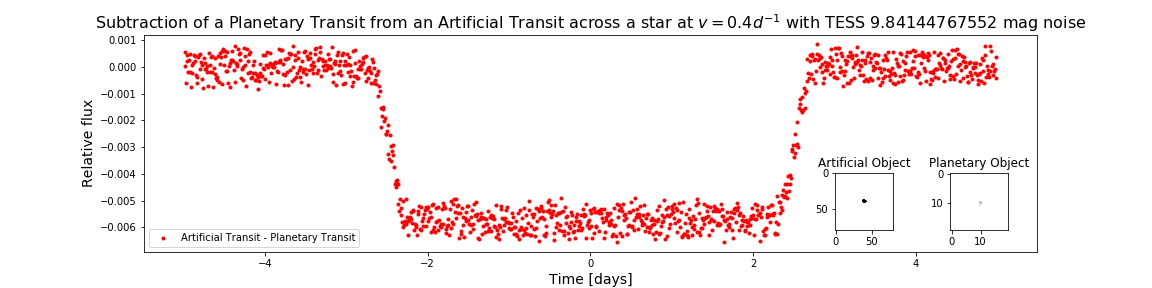 Subtraction of a Planetary Transit from an Artificial Transit across a star at v = 0.4d⁻¹ with TESS 9.84144767552 mag noise
Relative flux
0.001
0.000
−0.001
−0.002
−0.003
−0.004
−0.005
−0.006
Artificial Transit - Planetary Transit
Artificial Object
0
50
0 50
Planetary Object
0
10
0 10
−4 −2 0 2 4
Time [days]